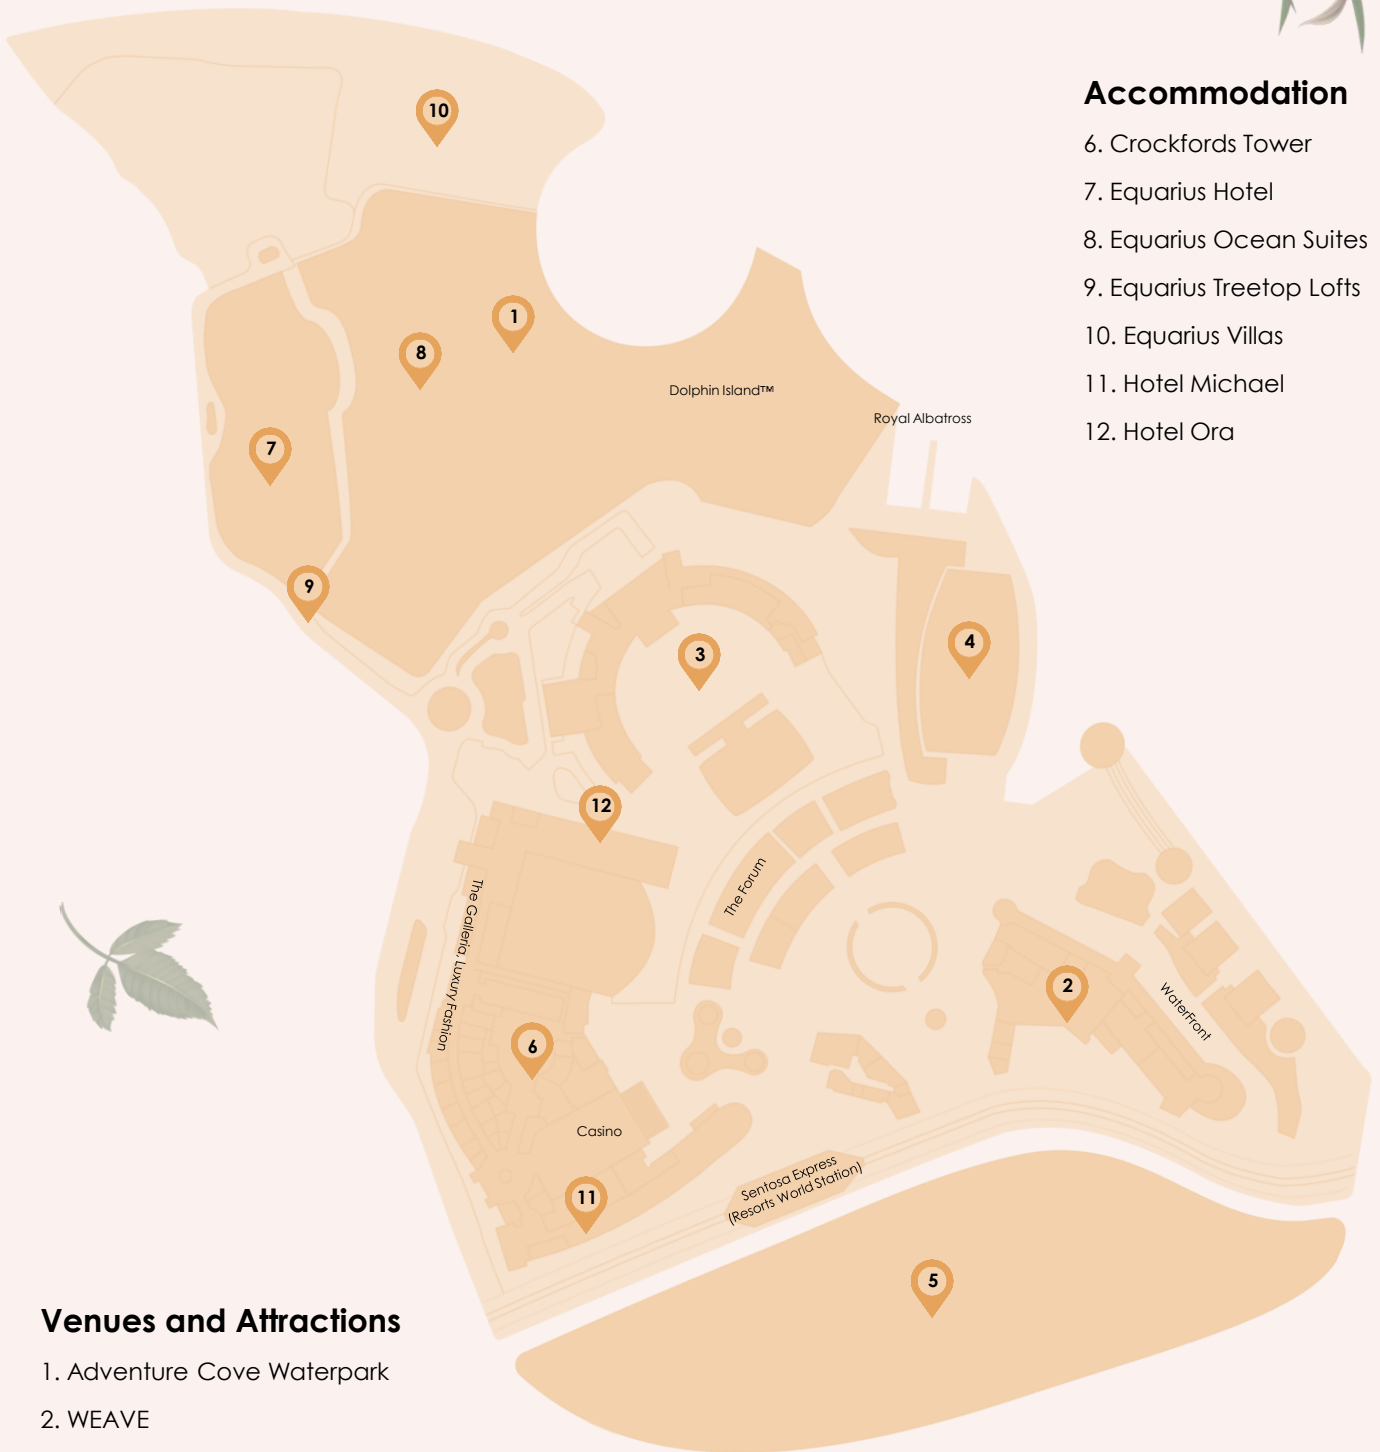 Accommodation
6. Crockfords Tower
7. Equarius Hotel
8. Equarius Ocean Suites
9. Equarius Treetop Lofts
10. Equarius Villas
11. Hotel Michael
12. Hotel Ora
10
1
8
Dolphin Island™
Royal Albatross
7
9
4
3
12
The Forum
The Galleria, Luxury Fashion
2
WaterFront
6
Casino
Sentosa Express
(Resorts World Station)
11
5
Venues and Attractions
1. Adventure Cove Waterpark
2. WEAVE